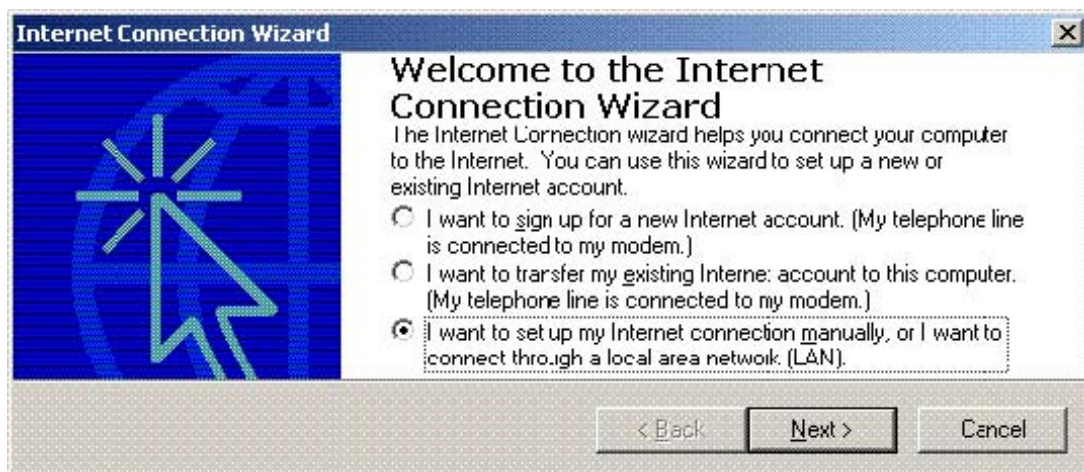 Internet Connection Wizard
Welcome to the Internet
Connection Wizard
The Internet Connection wizard helps you connect your computer
to the Internet. You can use this wizard to set up a new or
existing Internet account.
I want to sign up for a new Internet account. (My telephone line
is connected to my modem.)
I want to transfer my existing Internet account to this computer.
(My telephone line is connected to my modem.)
I want to set up my Internet connection manually, or I want to
connect through a local area network (LAN).
< Back
Next >
Cancel